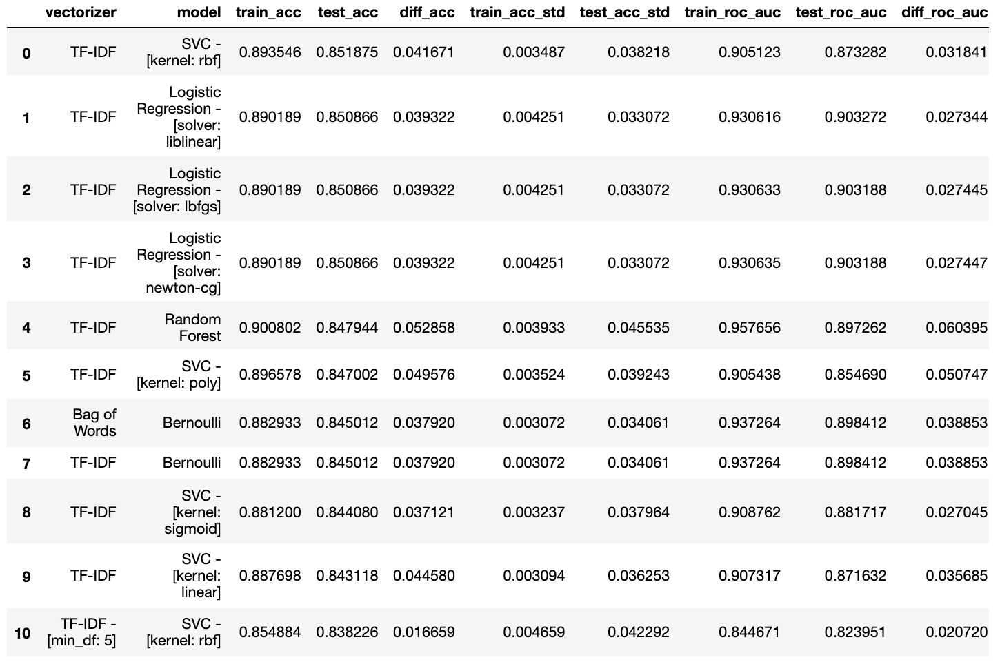 vectorizer model train_acc test_acc diff_acc train_acc_std test_acc_std train_roc_auc test_roc_auc diff_roc_auc
0 TF-IDF SVC - [kernel: rbf] 0.893546 0.851875 0.041671 0.003487 0.038218 0.905123 0.873282 0.031841
1 TF-IDF Logistic Regression - [solver: liblinear] 0.890189 0.850866 0.039322 0.004251 0.033072 0.930616 0.903272 0.027344
2 TF-IDF Logistic Regression - [solver: lbfgs] 0.890189 0.850866 0.039322 0.004251 0.033072 0.930633 0.903188 0.027445
3 TF-IDF Logistic Regression - [solver: newton-cg] 0.890189 0.850866 0.039322 0.004251 0.033072 0.930635 0.903188 0.027447
4 TF-IDF Random Forest 0.900802 0.847944 0.052858 0.003933 0.045535 0.957656 0.897262 0.060395
5 TF-IDF SVC - [kernel: poly] 0.896578 0.847002 0.049576 0.003524 0.039243 0.905438 0.854690 0.050747
6 Bag of Words Bernoulli 0.882933 0.845012 0.037920 0.003072 0.034061 0.937264 0.898412 0.038853
7 TF-IDF Bernoulli 0.882933 0.845012 0.037920 0.003072 0.034061 0.937264 0.898412 0.038853
8 TF-IDF SVC - [kernel: sigmoid] 0.881200 0.844080 0.037121 0.003237 0.037964 0.908762 0.881717 0.027045
9 TF-IDF SVC - [kernel: linear] 0.887698 0.843118 0.044580 0.003094 0.036253 0.907317 0.871632 0.035685
10 TF-IDF - [min_df: 5] SVC - [kernel: rbf] 0.854884 0.838226 0.016659 0.004659 0.042292 0.844671 0.823951 0.020720